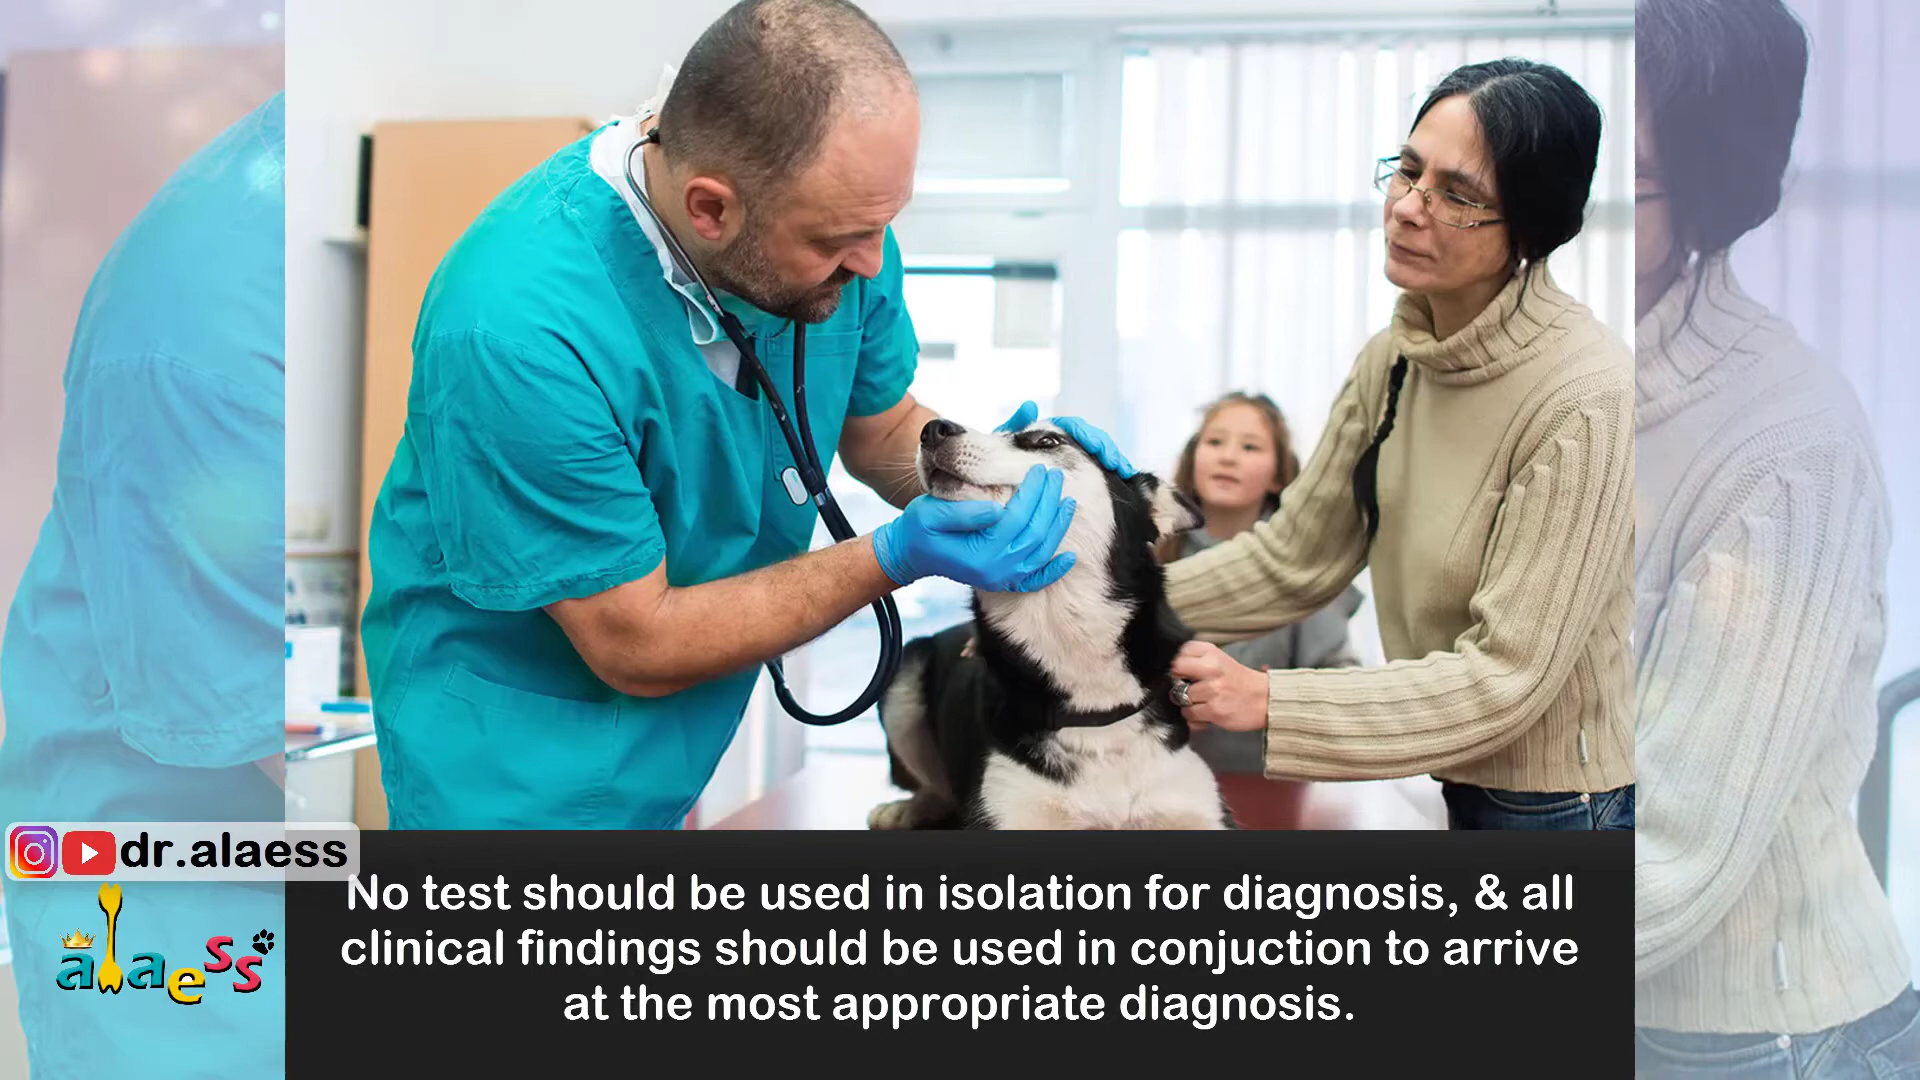 dr.alaess
alaess
No test should be used in isolation for diagnosis, & all
clinical findings should be used in conjuction to arrive
at the most appropriate diagnosis.